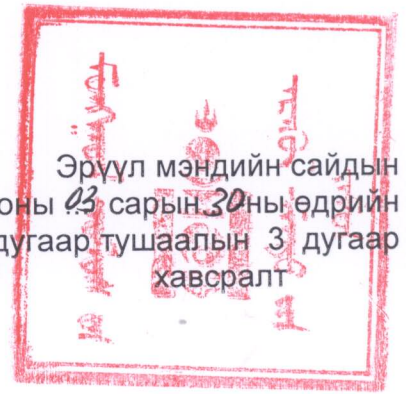 Эрүүл мэндийн сайдын
оны 03 сарын 30ны өдрийн
дугаар тушаалын 3 дугаар
хавсралт